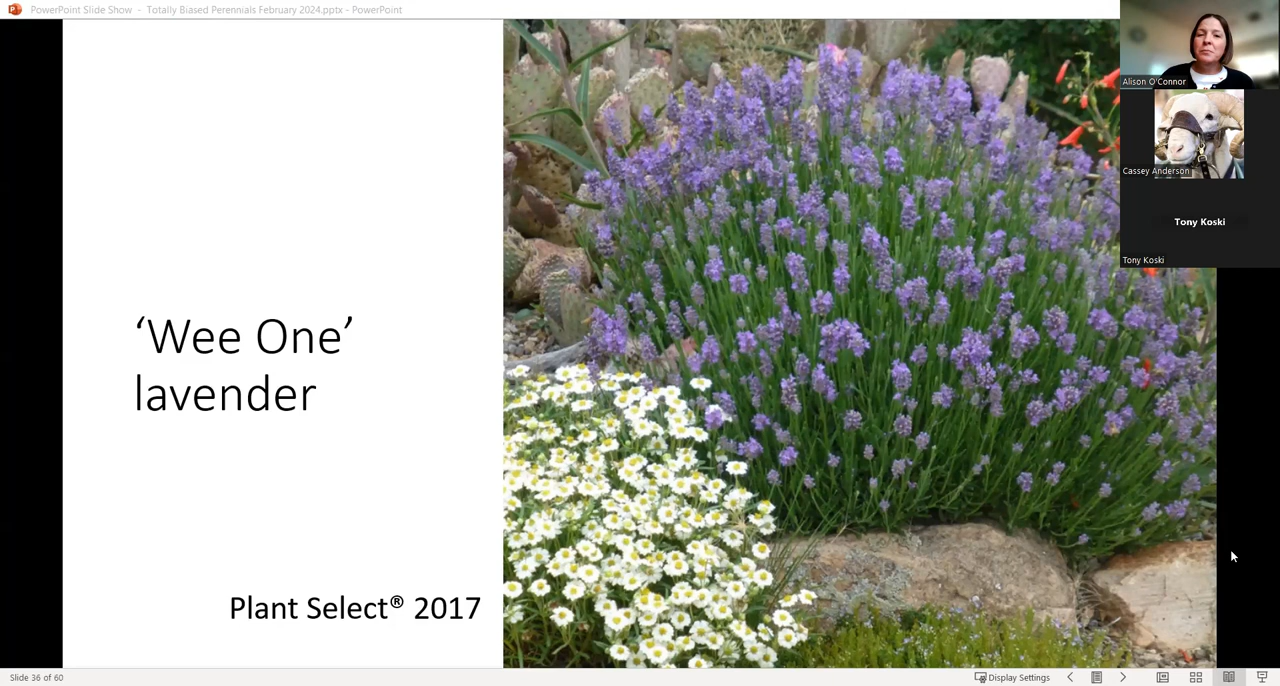 PowerPoint Slide Show - Totally Biased Perennials February 2024.pptx - PowerPoint
Alison O'Connor
Cassey Anderson
Tony Koski
Tony Koski
‘Wee One’
lavender
Plant Select® 2017
Slide 36 of 60
Display Settings